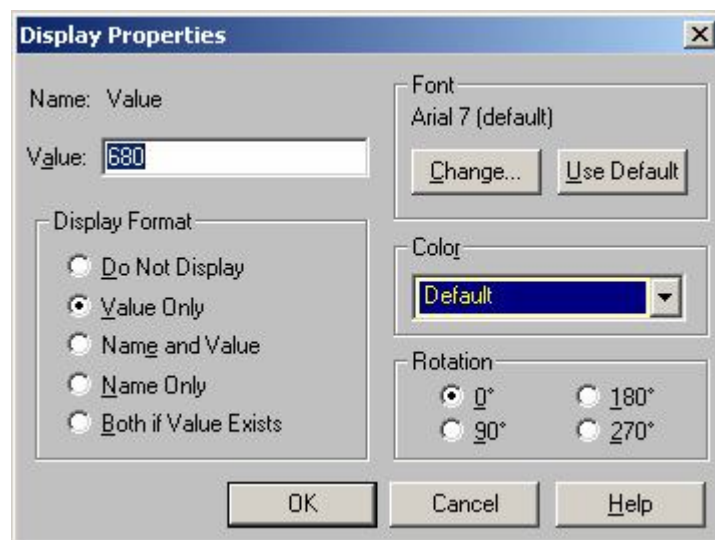 Display Properties
Name: Value
Value: 680
Display Format
Do Not Display
Value Only
Name and Value
Name Only
Both if Value Exists
Font
Arial 7 (default)
Change... Use Default
Color
Default
Rotation
0° 180°
90° 270°
OK Cancel Help